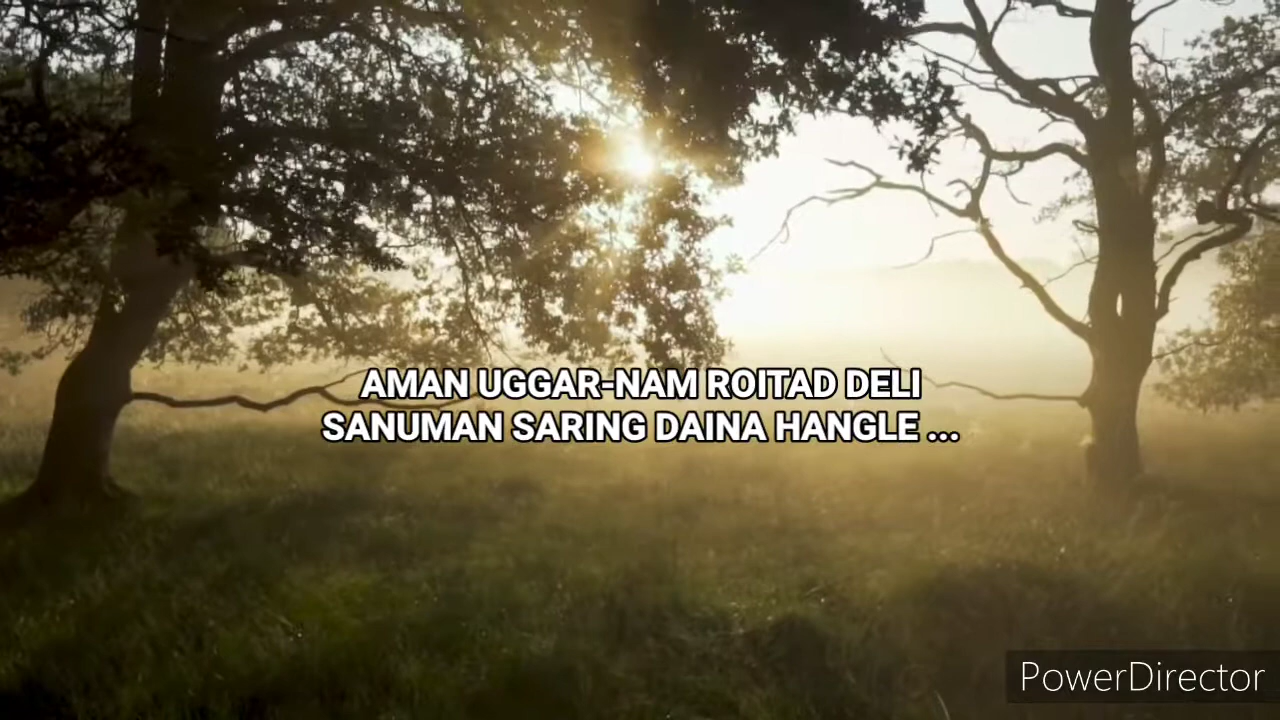 AMAN UGGAR-NAM ROITAD DELI
SANUMAN SARING DAINA HANGLE ...
PowerDirector